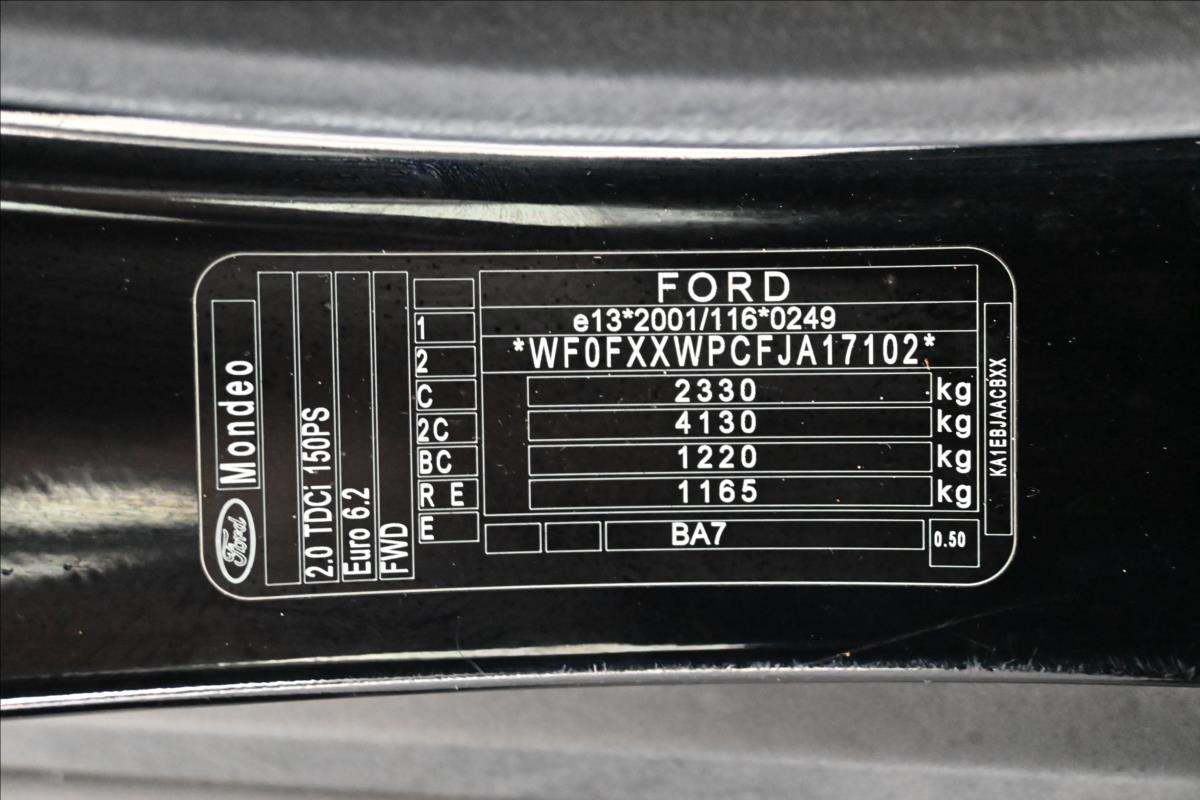 Ford
Mondeo
2.0 TDCi 150PS
Euro 6.2
FWD
1
2
C
2C
BC
R E
E
FORD
e13*2001/116*0249
*WF0FXXWPCFJA17102*
2330 kg
4130 kg
1220 kg
1165 kg
BA7
0.50
KA1EBJAACBXX